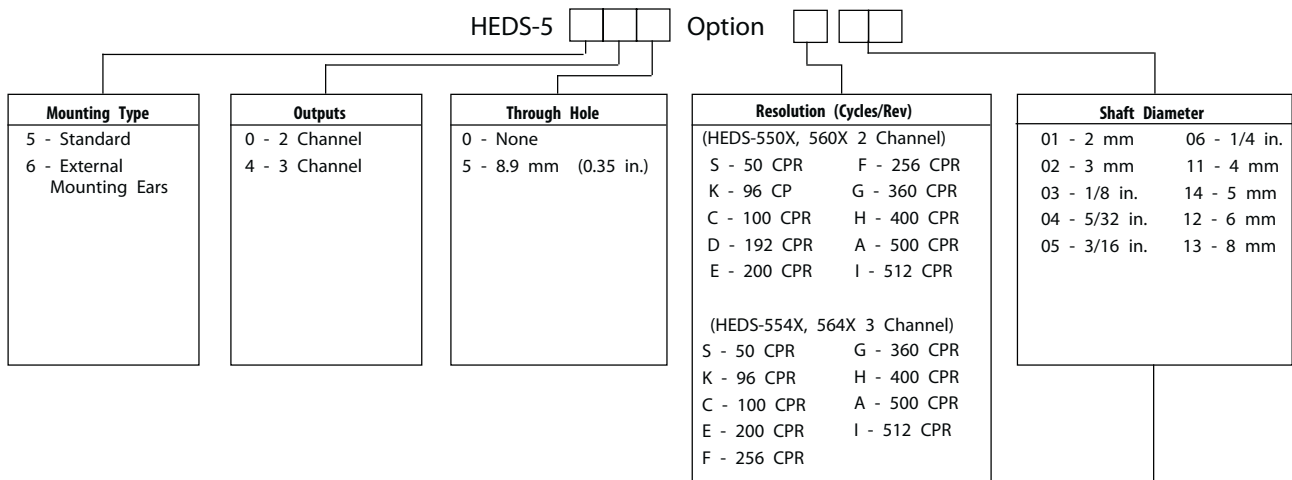 HEDS-5 Option
Mounting Type
5 - Standard
6 - External
Mounting Ears
Outputs
0 - 2 Channel
4 - 3 Channel
Through Hole
0 - None
5 - 8.9 mm (0.35 in.)
Resolution (Cycles/Rev)
(HEDS-550X, 560X 2 Channel)
S - 50 CPR F - 256 CPR
K - 96 CP G - 360 CPR
C - 100 CPR H - 400 CPR
D - 192 CPR A - 500 CPR
E - 200 CPR I - 512 CPR
(HEDS-554X, 564X 3 Channel)
S - 50 CPR G - 360 CPR
K - 96 CPR H - 400 CPR
C - 100 CPR A - 500 CPR
E - 200 CPR I - 512 CPR
F - 256 CPR
Shaft Diameter
01 - 2 mm 06 - 1/4 in.
02 - 3 mm 11 - 4 mm
03 - 1/8 in. 14 - 5 mm
04 - 5/32 in. 12 - 6 mm
05 - 3/16 in. 13 - 8 mm